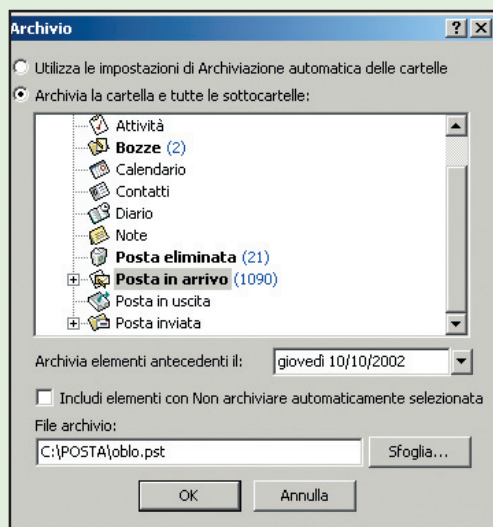 Archivio
Utilizza le impostazioni di Archiviazione automatica delle cartelle
Archivia la cartella e tutte le sottocartelle:
Attività
Bozze (2)
Calendario
Contatti
Diario
Note
Posta eliminata (21)
Posta in arrivo (1090)
Posta in uscita
Posta inviata
Archivia elementi antecedenti il: giovedì 10/10/2002
Includi elementi con Non archiviare automaticamente selezionata
File archivio:
C:\POSTA\oblo.pst Sfoglia...
OK Annulla